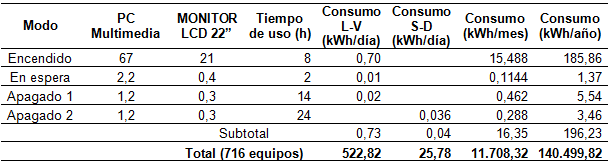 Modo PC Multimedia MONITOR LCD 22” Tiempo de uso (h) Consumo L-V (kWh/día) Consumo S-D (kWh/día) Consumo (kWh/mes) Consumo (kWh/año)
Encendido 67 21 8 0,70 15,488 185,86
En espera 2,2 0,4 2 0,01 0,1144 1,37
Apagado 1 1,2 0,3 14 0,02 0,462 5,54
Apagado 2 1,2 0,3 24 0,036 0,288 3,46
Subtotal 0,73 0,04 16,35 196,23
Total (716 equipos) 522,82 25,78 11.708,32 140.499,82